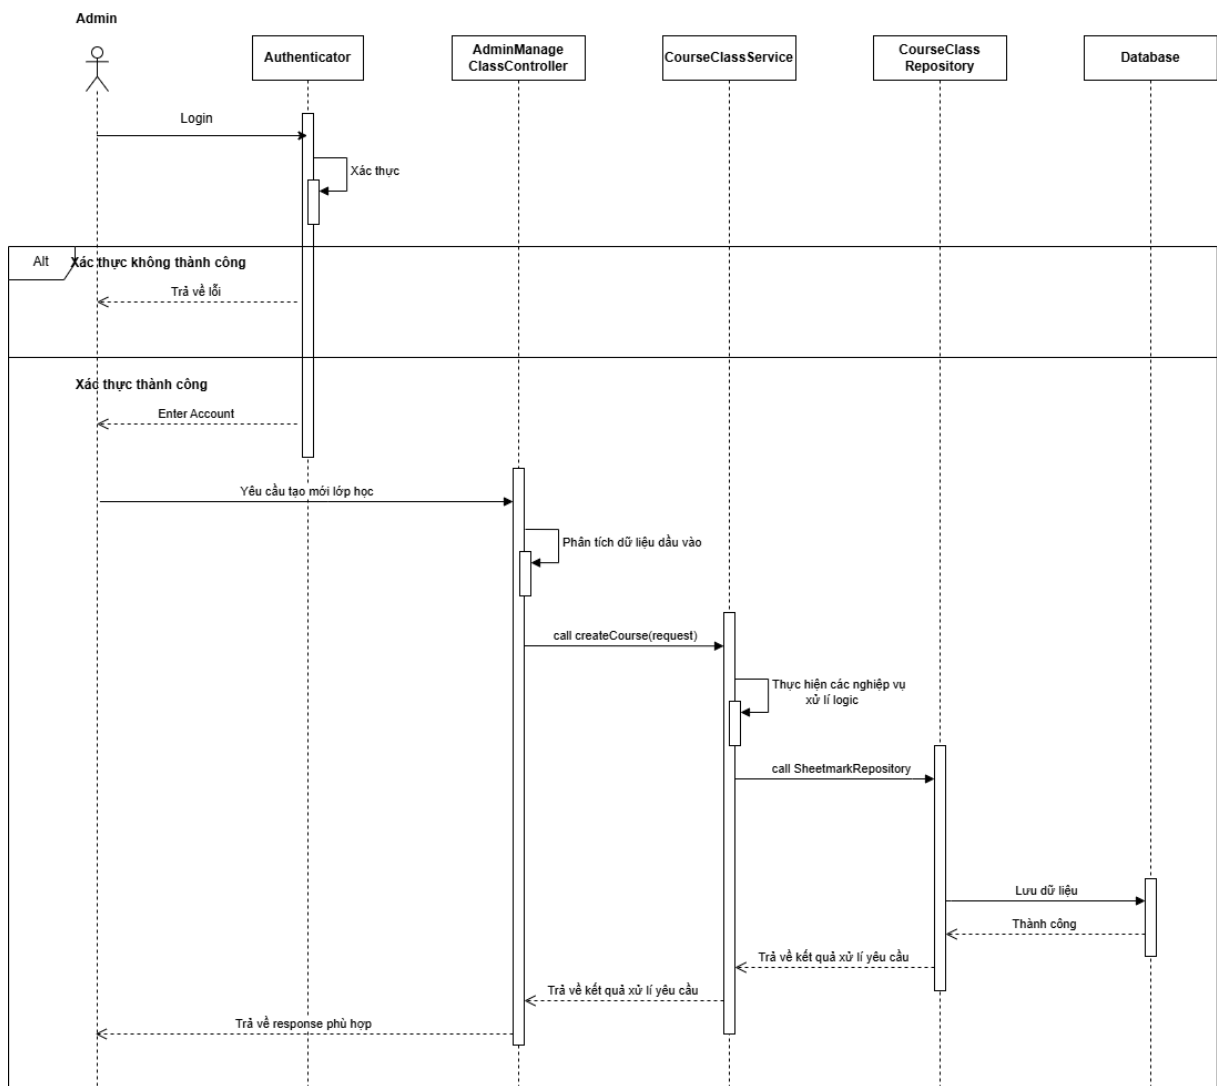 Admin
Authenticator
AdminManage
ClassController
CourseClassService
CourseClass
Repository
Database
Login
Xác thực
Alt
Xác thực không thành công
Trả về lỗi
Xác thực thành công
Enter Account
Yêu cầu tạo mới lớp học
Phân tích dữ liệu dầu vào
call createCourse(request)
Thực hiện các nghiệp vụ
xử lí logic
call SheetmarkRepository
Lưu dữ liệu
Thành công
Trả về kết quả xử lí yêu cầu
Trả về kết quả xử lí yêu cầu
Trả về response phù hợp